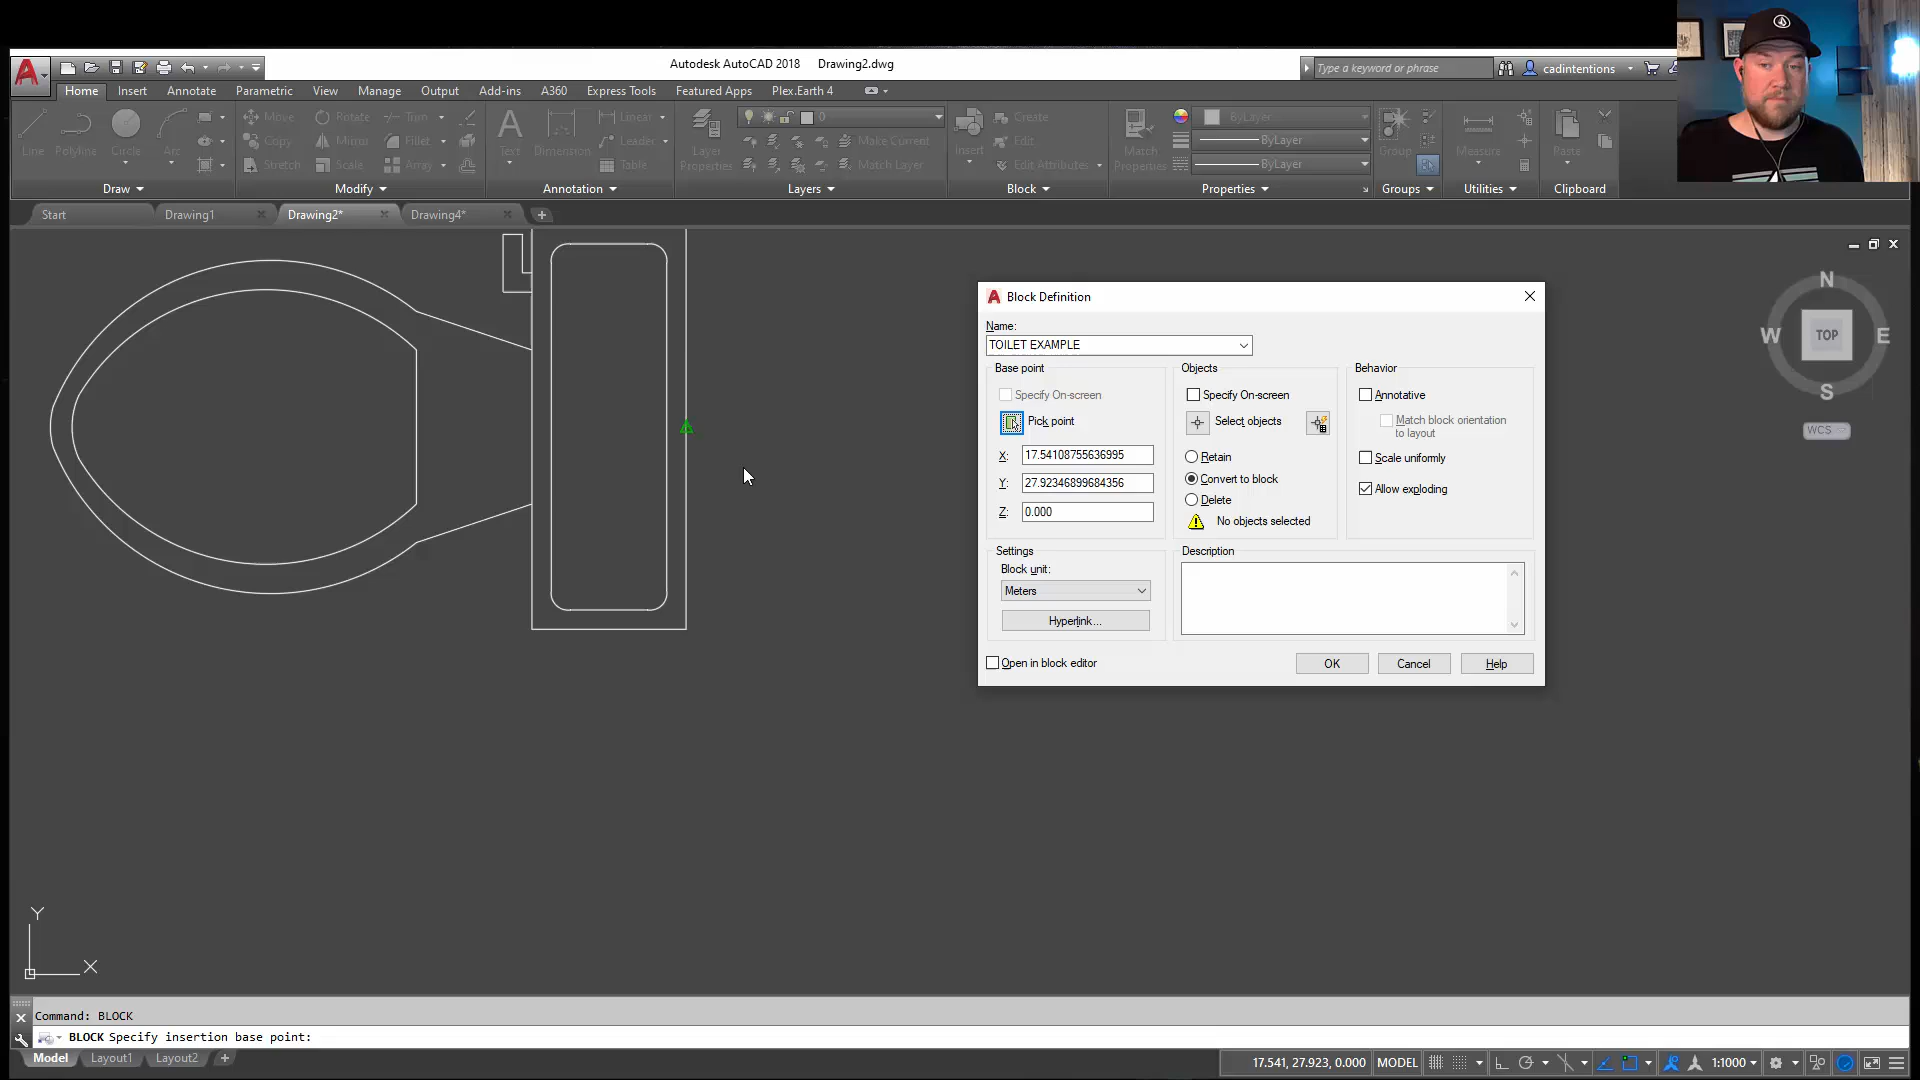 Autodesk AutoCAD 2018 Drawing2.dwg
Type a keyword or phrase
cadintentions
Home Insert Annotate Parametric View Manage Output Add-ins A360 Express Tools Featured Apps Plex.Earth 4
Line Polyline Circle Arc
Move Rotate Trim
Copy Mirror Fillet
Stretch Scale Array
Text Dimension
Linear
Leader
Table
Layer Properties
0
Make Current
Match Layer
Insert
Create
Edit
Edit Attributes
Match Properties
ByLayer
ByLayer
ByLayer
Group
Measure
Paste
Draw Modify Annotation Layers Block Properties Groups Utilities Clipboard
Start Drawing1 Drawing2* Drawing4*
N
W TOP E
S
WCS
Block Definition
Name:
TOILET EXAMPLE
Base point
Specify On-screen
Pick point
X: 17.54108755636995
Y: 27.92346899684356
Z: 0.000
Objects
Specify On-screen
Select objects
Retain
Convert to block
Delete
No objects selected
Behavior
Annotative
Match block orientation
to layout
Scale uniformly
Allow exploding
Settings
Block unit:
Meters
Hyperlink...
Description
Open in block editor
OK Cancel Help
Y
X
Command: BLOCK
BLOCK Specify insertion base point:
Model Layout1 Layout2 +
17.541, 27.923, 0.000 MODEL 1:1000